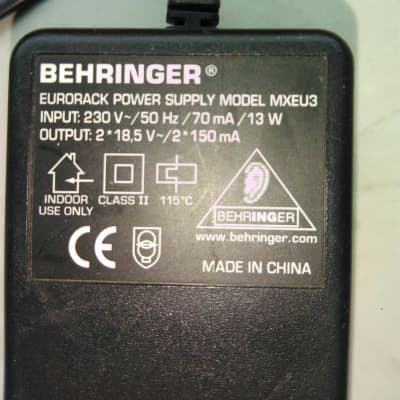 BEHRINGER®
EURORACK POWER SUPPLY MODEL MXEU3
INPUT: 230 V~/50 Hz/70 mA/13 W
OUTPUT: 2*18,5 V~/2*150 mA
INDOOR
USE ONLY
CLASS II
115°C
BEHRINGER
www.behringer.com
CE
MADE IN CHINA